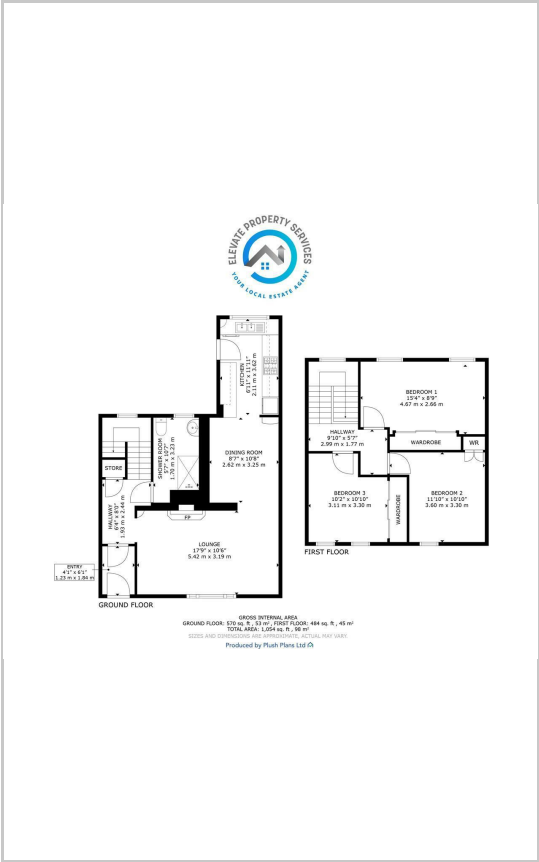 ELEVATE PROPERTY SERVICES
YOUR LOCAL ESTATE AGENT
KITCHEN
6'11" x 11'11"
2.11 m x 3.62 m
DINING ROOM
8'7" x 10'8"
2.62 m x 3.25 m
SHOWER ROOM
5'7" x 10'7"
1.70 m x 3.23 m
STORE
HALLWAY
6'4" x 8'0"
1.93 m x 2.44 m
FP
LOUNGE
17'9" x 10'6"
5.42 m x 3.19 m
ENTRY
4'1" x 6'1"
1.23 m x 1.84 m
GROUND FLOOR
BEDROOM 1
15'4" x 8'9"
4.67 m x 2.66 m
HALLWAY
9'10" x 5'7"
2.99 m x 1.77 m
WARDROBE
WR
BEDROOM 3
10'2" x 10'10"
3.11 m x 3.30 m
WARDROBE
BEDROOM 2
11'10" x 10'10"
3.60 m x 3.30 m
FIRST FLOOR
GROSS INTERNAL AREA
GROUND FLOOR: 570 sq. ft , 53 m², FIRST FLOOR: 484 sq. ft , 45 m²
TOTAL AREA: 1,054 sq. ft , 98 m²
SIZES AND DIMENSIONS ARE APPROXIMATE, ACTUAL MAY VARY.
Produced by Plush Plans Ltd